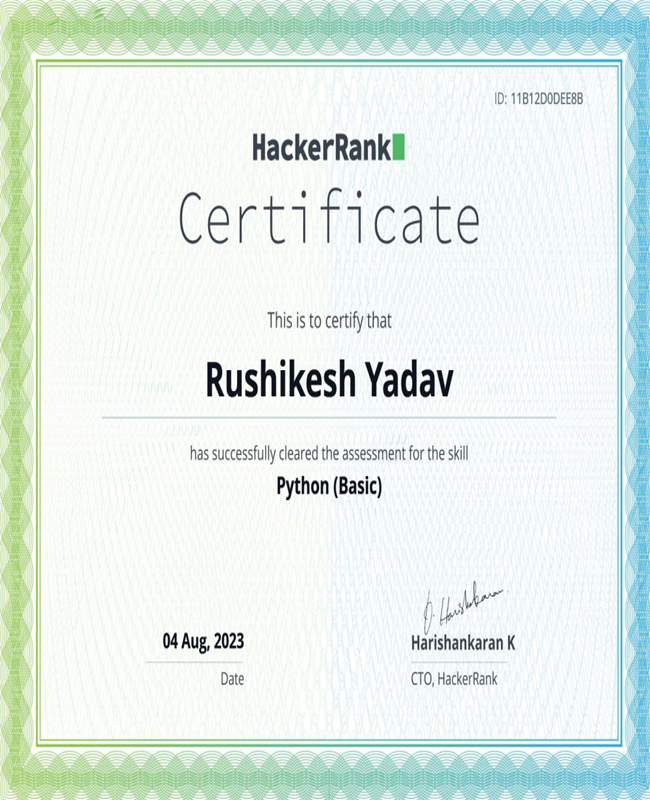 ID: 11B12D0DEE8B
HackerRank
Certificate
This is to certify that
Rushikesh Yadav
has successfully cleared the assessment for the skill
Python (Basic)
04 Aug, 2023
Date
Harishankaran K
CTO, HackerRank